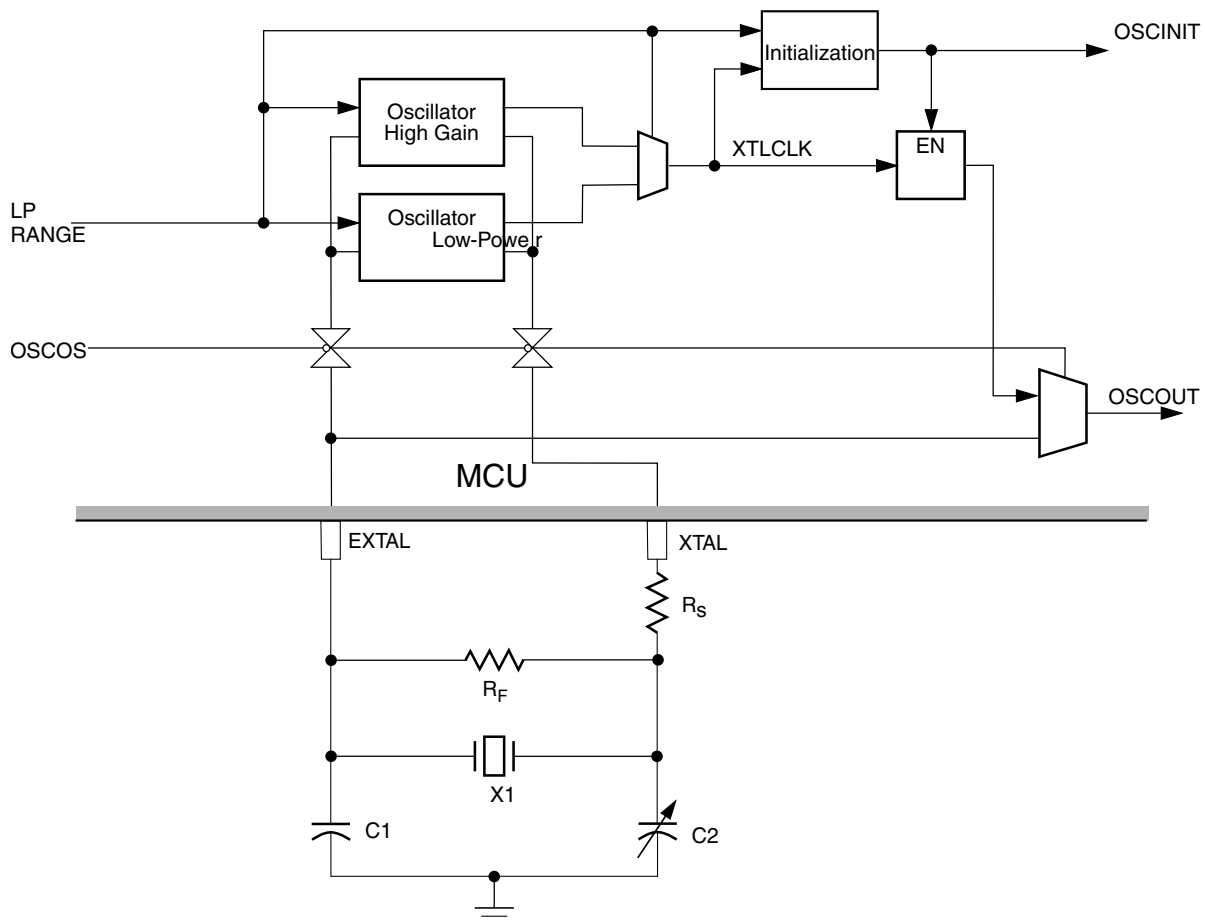 OSCINIT
Initialization
Oscillator
High Gain
XTLCLK
EN
LP
RANGE
Oscillator
Low-Powe r
OSCOS
OSCOUT
MCU
EXTAL
XTAL
RS
RF
X1
C1
C2